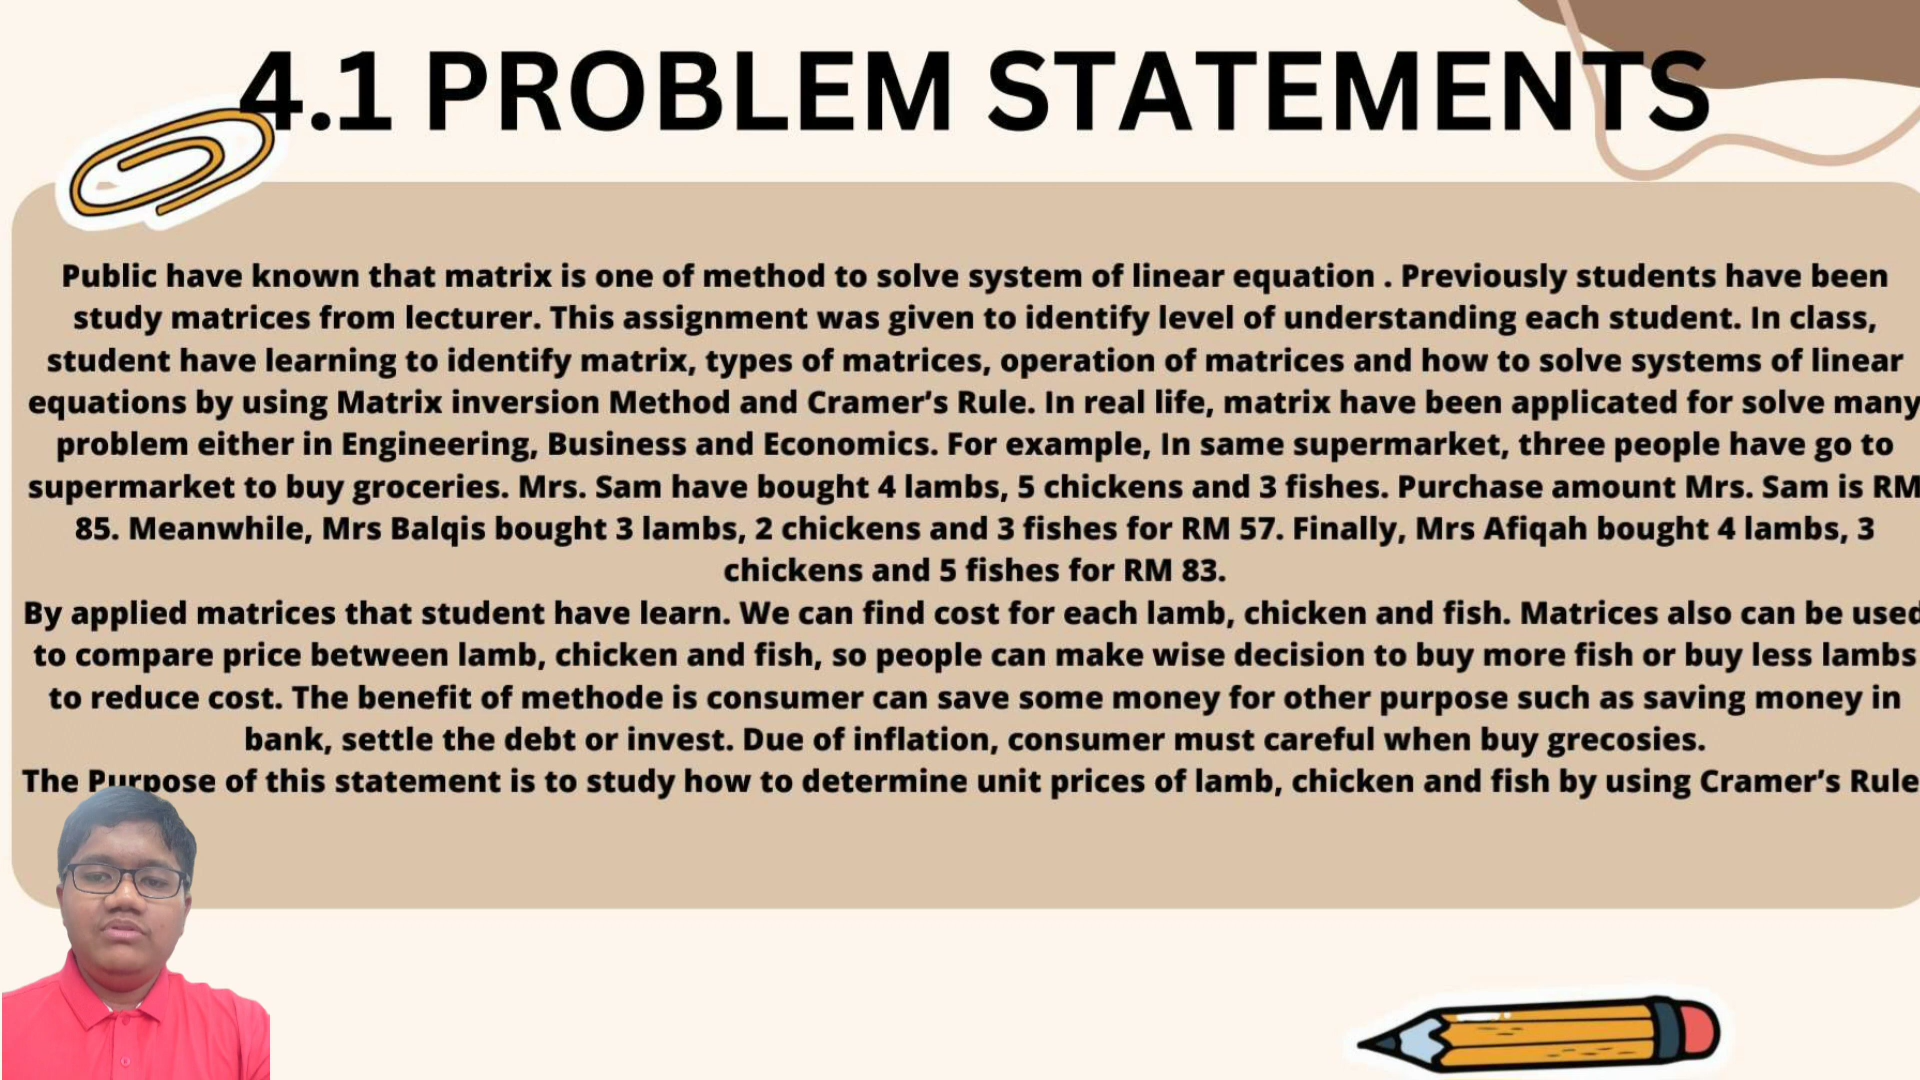 4.1 PROBLEM STATEMENTS
Public have known that matrix is one of method to solve system of linear equation . Previously students have been
study matrices from lecturer. This assignment was given to identify level of understanding each student. In class,
student have learning to identify matrix, types of matrices, operation of matrices and how to solve systems of linear
equations by using Matrix inversion Method and Cramer’s Rule. In real life, matrix have been applicated for solve many
problem either in Engineering, Business and Economics. For example, In same supermarket, three people have go to
supermarket to buy groceries. Mrs. Sam have bought 4 lambs, 5 chickens and 3 fishes. Purchase amount Mrs. Sam is RM
85. Meanwhile, Mrs Balqis bought 3 lambs, 2 chickens and 3 fishes for RM 57. Finally, Mrs Afiqah bought 4 lambs, 3
chickens and 5 fishes for RM 83.
By applied matrices that student have learn. We can find cost for each lamb, chicken and fish. Matrices also can be used
to compare price between lamb, chicken and fish, so people can make wise decision to buy more fish or buy less lambs
to reduce cost. The benefit of methode is consumer can save some money for other purpose such as saving money in
bank, settle the debt or invest. Due of inflation, consumer must careful when buy grecosies.
The Purpose of this statement is to study how to determine unit prices of lamb, chicken and fish by using Cramer’s Rule